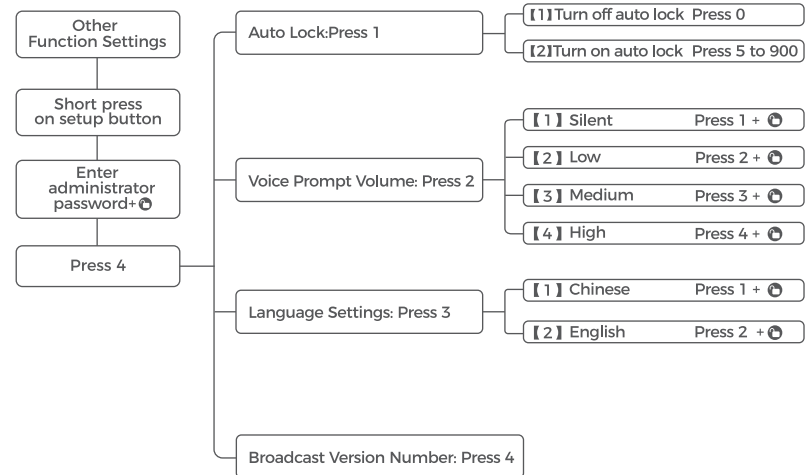 Other
Function Settings
Short press
on setup button
Enter
administrator
password+
Press 4
Auto Lock:Press 1
【1】Turn off auto lock Press 0
【2】Turn on auto lock Press 5 to 900
Voice Prompt Volume: Press 2
【1】 Silent Press 1 +
【2】 Low Press 2 +
【3】 Medium Press 3 +
【4】 High Press 4 +
Language Settings: Press 3
【1】 Chinese Press 1 +
【2】 English Press 2 +
Broadcast Version Number: Press 4